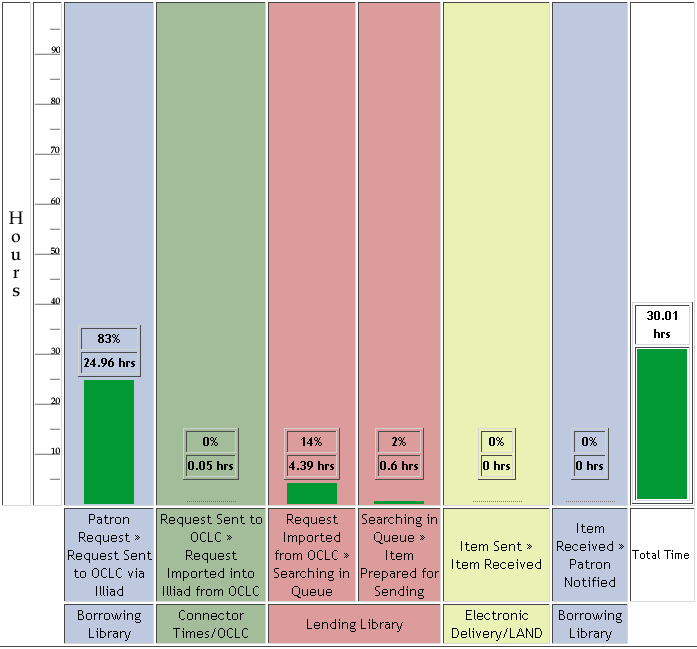 Hours
90
80
70
60
50
40
30
20
10
83%
24.96 hrs
0%
0.05 hrs
14%
4.39 hrs
2%
0.6 hrs
0%
0 hrs
0%
0 hrs
30.01
hrs
Patron
Request »
Request Sent
to OCLC via
Illiad
Request Sent to
OCLC »
Request
Imported into
Illiad from OCLC
Request
Imported
from OCLC »
Searching in
Queue
Searching in
Queue »
Item
Prepared for
Sending
Item Sent »
Item Received
Item
Received »
Patron
Notified
Total Time
Borrowing
Library
Connector
Times/OCLC
Lending Library
Electronic
Delivery/LAND
Borrowing
Library